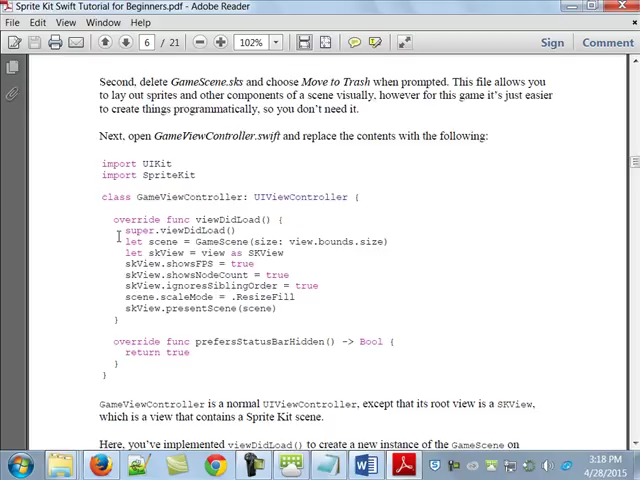 Sprite Kit Swift Tutorial for Beginners.pdf - Adobe Reader
File Edit View Window Help
6 / 21 102% Sign Comment
Second, delete GameScene.sks and choose Move to Trash when prompted. This file allows you
to lay out sprites and other components of a scene visually, however for this game it's just easier
to create things programmatically, so you don't need it.
Next, open GameViewController.swift and replace the contents with the following:
import UIKit
import SpriteKit
class GameViewController: UIViewController {
override func viewDidLoad() {
super.viewDidLoad()
let scene = GameScene(size: view.bounds.size)
let skView = view as SKView
skView.showsFPS = true
skView.showsNodeCount = true
skView.ignoresSiblingOrder = true
scene.scaleMode = .ResizeFill
skView.presentScene(scene)
}
override func prefersStatusBarHidden() -> Bool {
return true
}
}
GameViewController is a normal UIViewController, except that its root view is a SKView,
which is a view that contains a Sprite Kit scene.
Here, you've implemented viewDidLoad() to create a new instance of the GameScene on
3:18 PM
4/28/2015